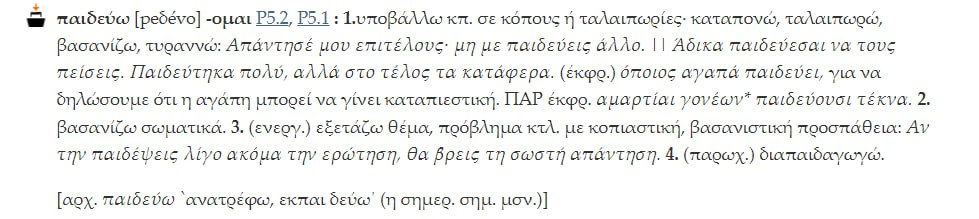 παιδεύω [peδévo] -ομαι Ρ5.2, Ρ5.1 : 1.υποβάλλω κπ. σε κόπους ή ταλαιπωρίες· καταπονώ, ταλαιπωρώ,
βασανίζω, τυραννώ: Απάντησέ μου επιτέλους· μη με παιδεύεις άλλο. || Άδικα παιδεύεσαι να τους
πείσεις. Παιδεύτηκα πολύ, αλλά στο τέλος τα κατάφερα. (έκφρ.) όποιος αγαπά παιδεύει, για να
δηλώσουμε ότι η αγάπη μπορεί να γίνει καταπιεστική. ΠΑΡ έκφρ. αμαρτίαι γονέων* παιδεύουσι τέκνα. 2.
βασανίζω σωματικά. 3. (ενεργ.) εξετάζω θέμα, πρόβλημα κτλ. με κοπιαστική, βασανιστική προσπάθεια: Αν
την παιδέψεις λίγο ακόμα την ερώτηση, θα βρεις τη σωστή απάντηση. 4. (παρωχ.) διαπαιδαγωγώ.
[αρχ. παιδεύω `ανατρέφω, εκπαι δεύω΄ (η σημερ. σημ. μσν.)]